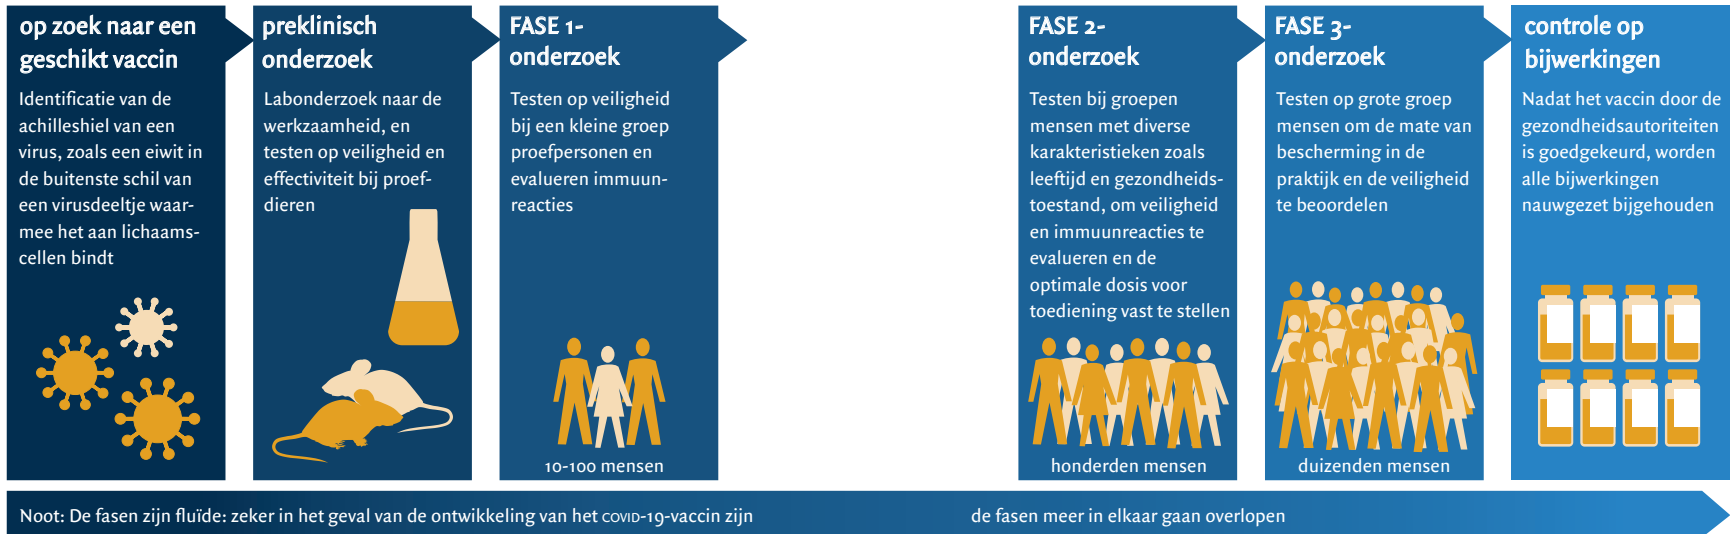 op zoek naar een
geschikt vaccin
Identificatie van de
achilleshiel van een
virus, zoals een eiwit in
de buitenste schil van
een virusdeeltje waar-
mee het aan lichaams-
cellen bindt
preklinisch
onderzoek
Labonderzoek naar de
werkzaamheid, en
testen op veiligheid en
effectiviteit bij proef-
dieren
FASE 1-
onderzoek
Testen op veiligheid
bij een kleine groep
proefpersonen en
evalueren immuun-
reacties
10-100 mensen
FASE 2-
onderzoek
Testen bij groepen
mensen met diverse
karakteristieken zoals
leeftijd en gezondheids-
toestand, om veiligheid
en immuunreacties te
evalueren en de
optimale dosis voor
toediening vast te stellen
honderden mensen
FASE 3-
onderzoek
Testen op grote groep
mensen om de mate van
bescherming in de
praktijk en de veiligheid
te beoordelen
duizenden mensen
controle op
bijwerkingen
Nadat het vaccin door de
gezondheidsautoriteiten
is goedgekeurd, worden
alle bijwerkingen
nauwgezet bijgehouden
Noot: De fasen zijn fluïde: zeker in het geval van de ontwikkeling van het COVID-19-vaccin zijn de fasen meer in elkaar gaan overlopen